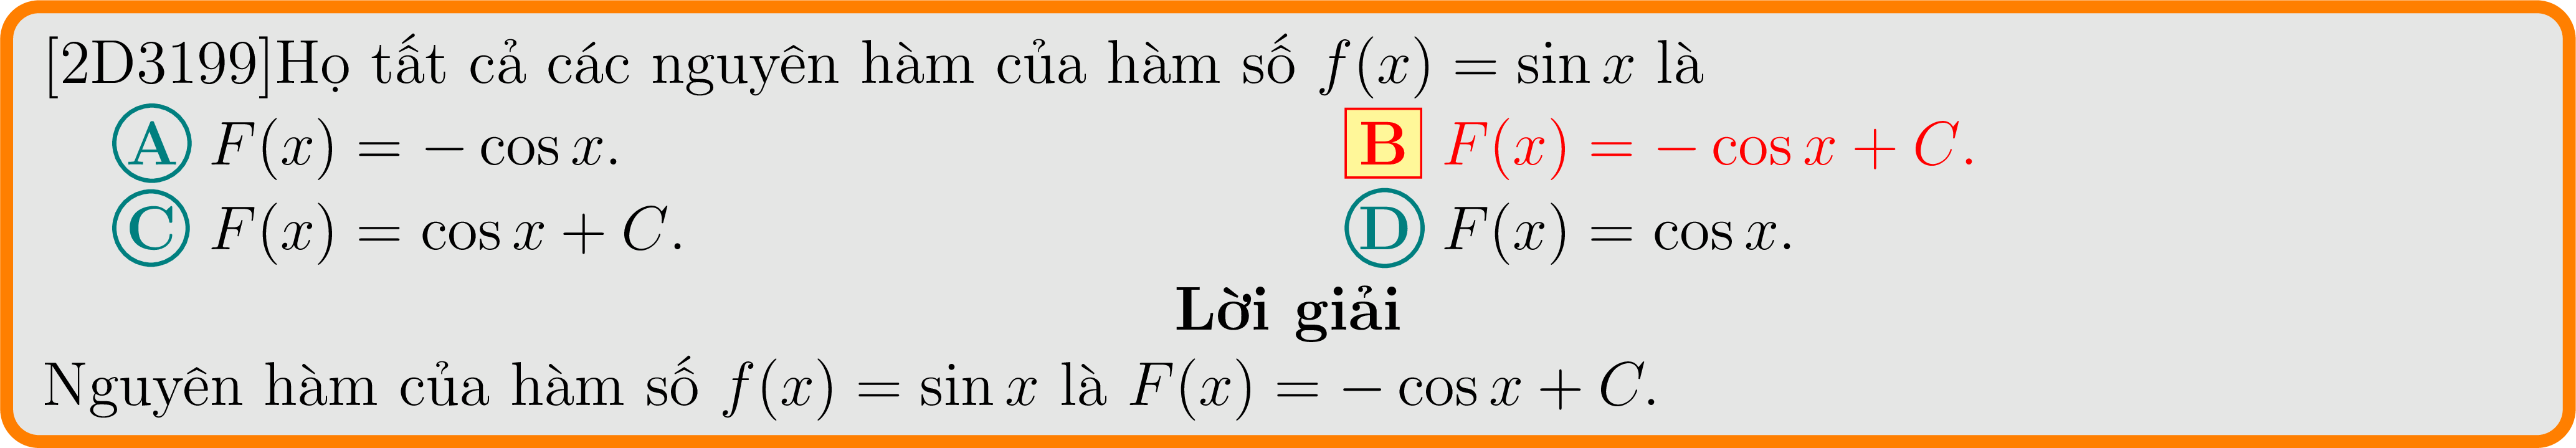 [2D3199]Họ tất cả các nguyên hàm của hàm số f(x) = sin x là
A F(x) = − cos x. B F(x) = − cos x + C.
C F(x) = cos x + C. D F(x) = cos x.
Lời giải
Nguyên hàm của hàm số f(x) = sin x là F(x) = − cos x + C.